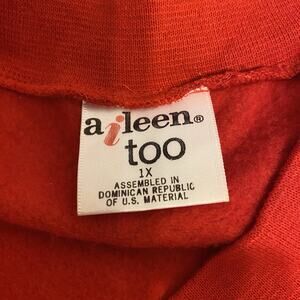 aileen®
too
1X
ASSEMBLED IN
DOMINICAN REPUBLIC
OF U.S. MATERIAL